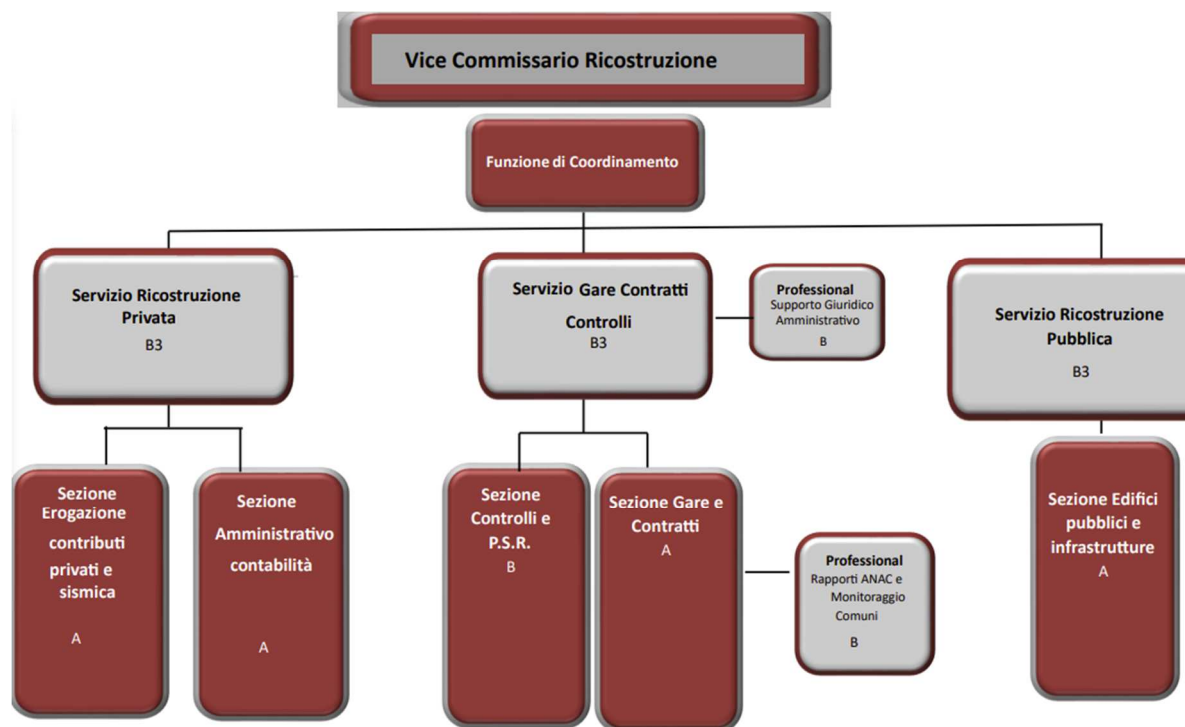 Vice Commissario Ricostruzione
Funzione di Coordinamento
Servizio Ricostruzione
Privata
B3
Servizio Gare Contratti
Controlli
B3
Professional
Supporto Giuridico
Amministrativo
B
Servizio Ricostruzione
Pubblica
B3
Sezione
Erogazione
contributi
privati e
sismica
A
Sezione
Amministrativo
contabilità
A
Sezione
Controlli e
P.S.R.
B
Sezione Gare e
Contratti
A
Professional
Rapporti ANAC e
Monitoraggio
Comuni
B
Sezione Edifici
pubblici e
infrastrutture
A